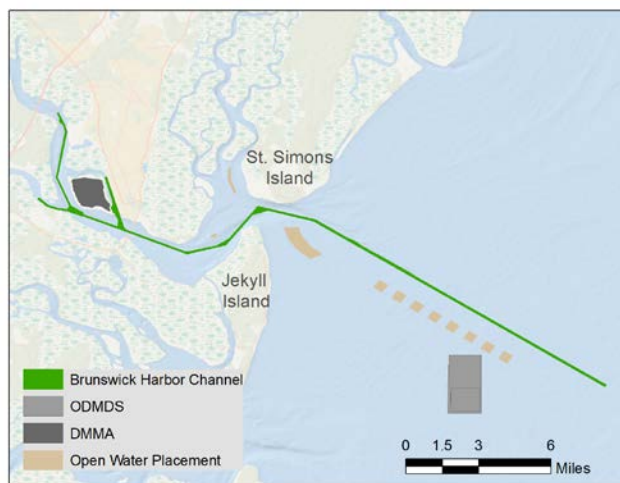 St. Simons
Island
Jekyll
Island
Brunswick Harbor Channel
ODMDS
DMMA
Open Water Placement
0 1.5 3 6
Miles